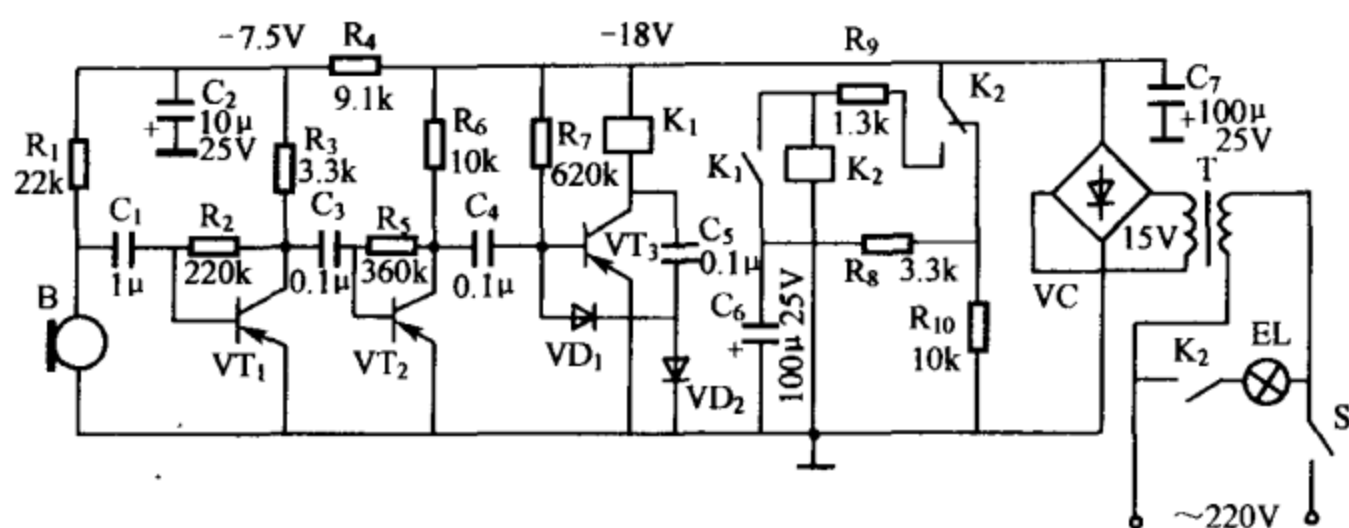 −7.5V
R₄
9.1k
−18V
R₉
1.3k
K₂
C₇
100μ
25V
+
C₂
10μ
25V
+
R₁
22k
R₃
3.3k
R₆
10k
R₇
620k
K₁
K₁
K₂
T
C₁
1μ
R₂
220k
C₃
0.1μ
R₅
360k
C₄
0.1μ
VT₃
C₅
0.1μ
R₈
3.3k
15V
VC
B
VT₁
VT₂
VD₁
VD₂
C₆
+
100μ 25V
R₁₀
10k
K₂
EL
S
~220V